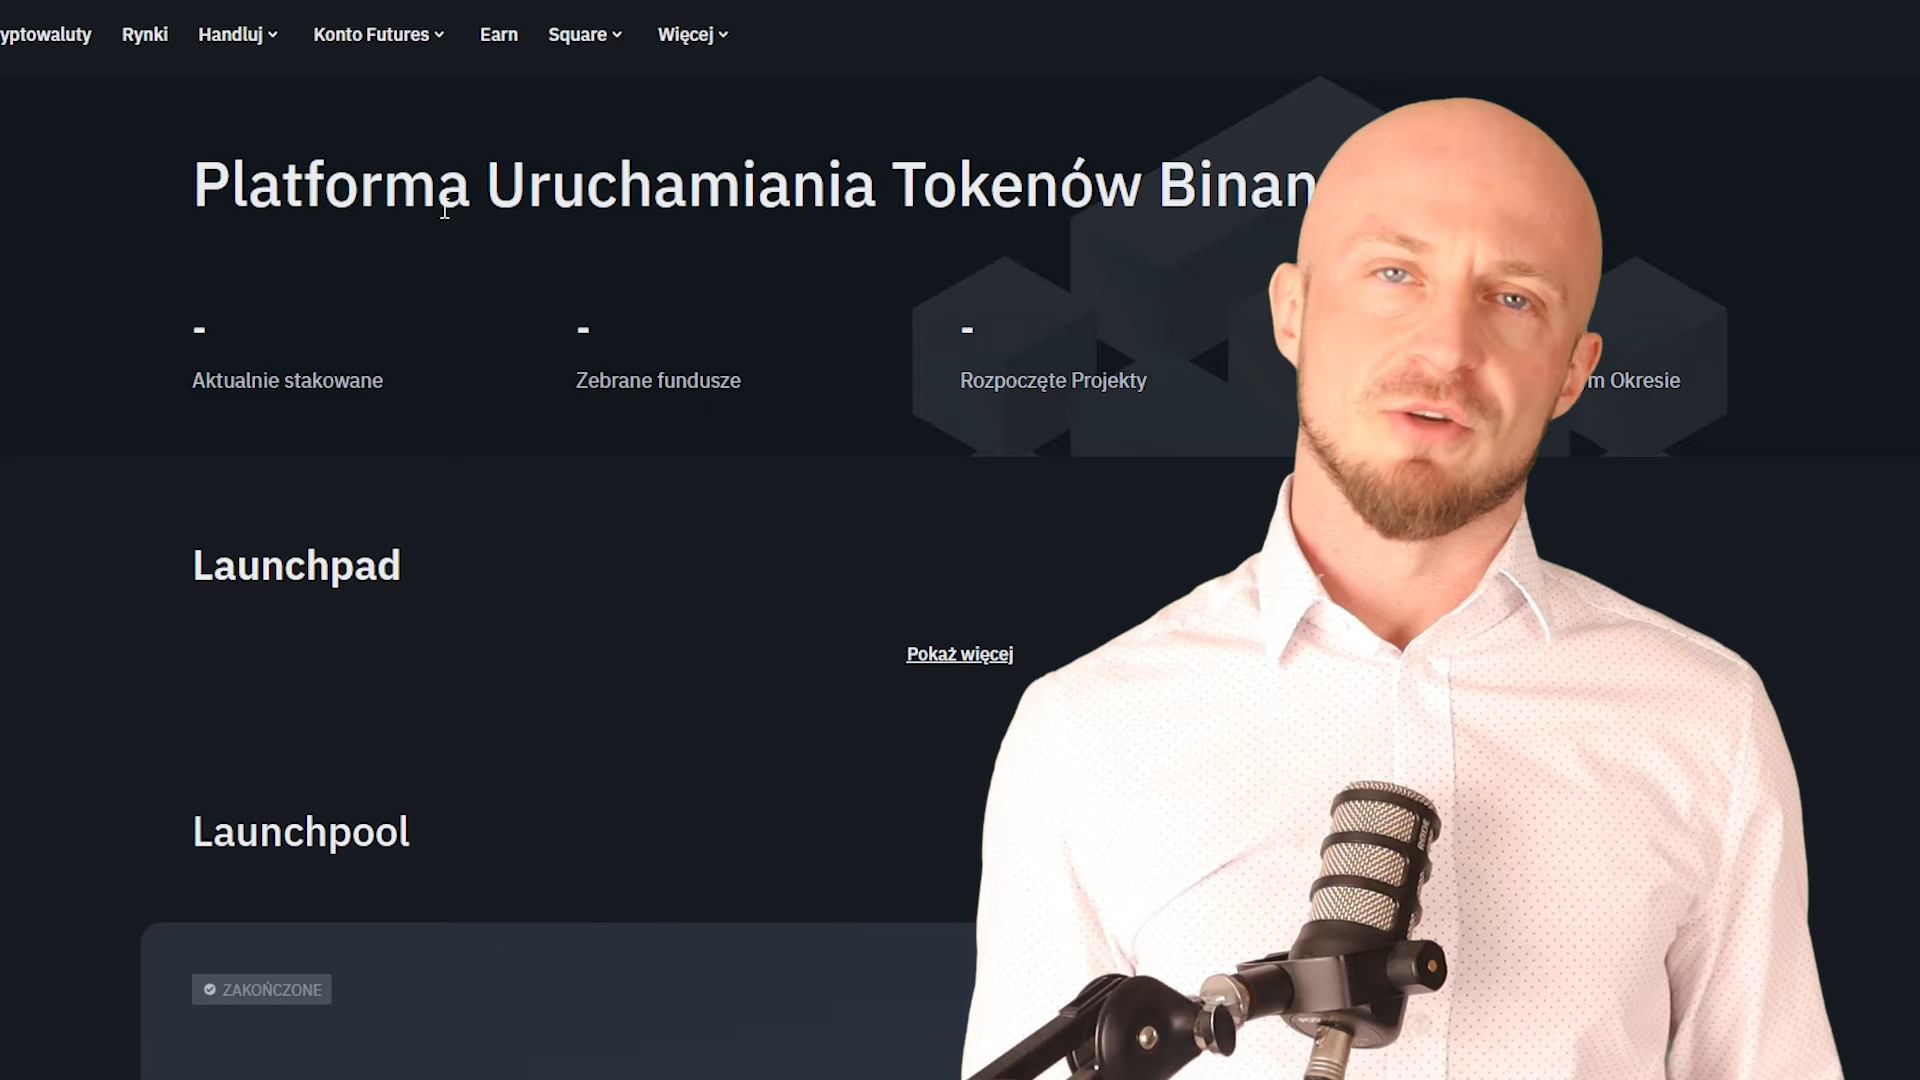 yptowaluty Rynki Handluj Konto Futures Earn Square Więcej
Platforma Uruchamiania Tokenów Binan
- - -
Aktualnie stakowane Zebrane fundusze Rozpoczęte Projekty m Okresie
Launchpad
Pokaż więcej
Launchpool
ZAKOŃCZONE
RØDE